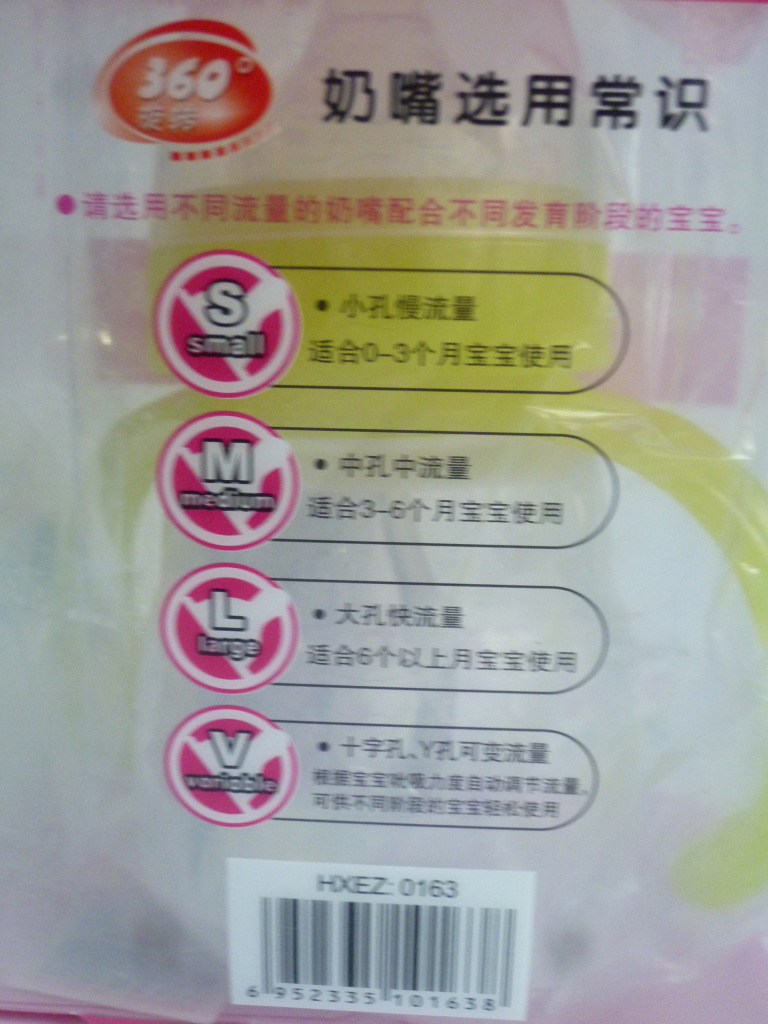 360°
旋转
奶嘴选用常识
●请选用不同流量的奶嘴配合不同发育阶段的宝宝。
S
small
• 小孔慢流量
适合0-3个月宝宝使用
M
medium
• 中孔中流量
适合3-6个月宝宝使用
L
large
• 大孔快流量
适合6个以上月宝宝使用
V
variable
• 十字孔、Y孔可变流量
根据宝宝吮吸力度自动调节流量,
可供不同阶段的宝宝轻松使用
HXEZ: 0163
6 952335 101638